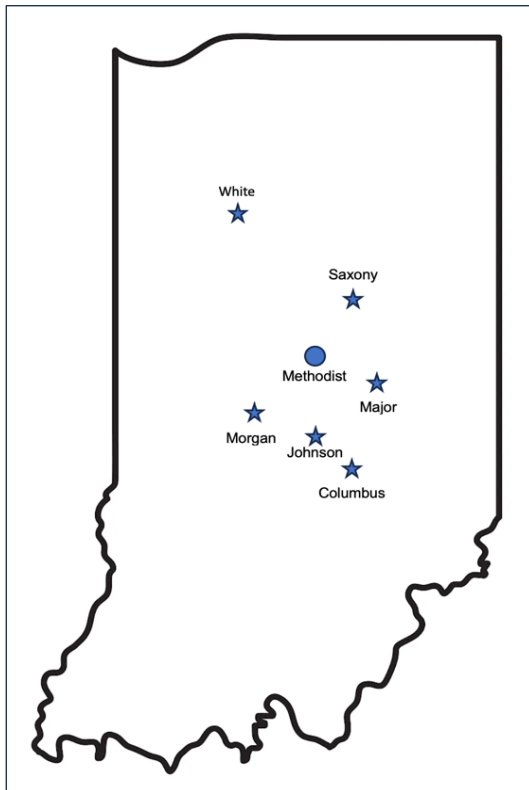 White
Saxony
Methodist
Major
Morgan
Johnson
Columbus